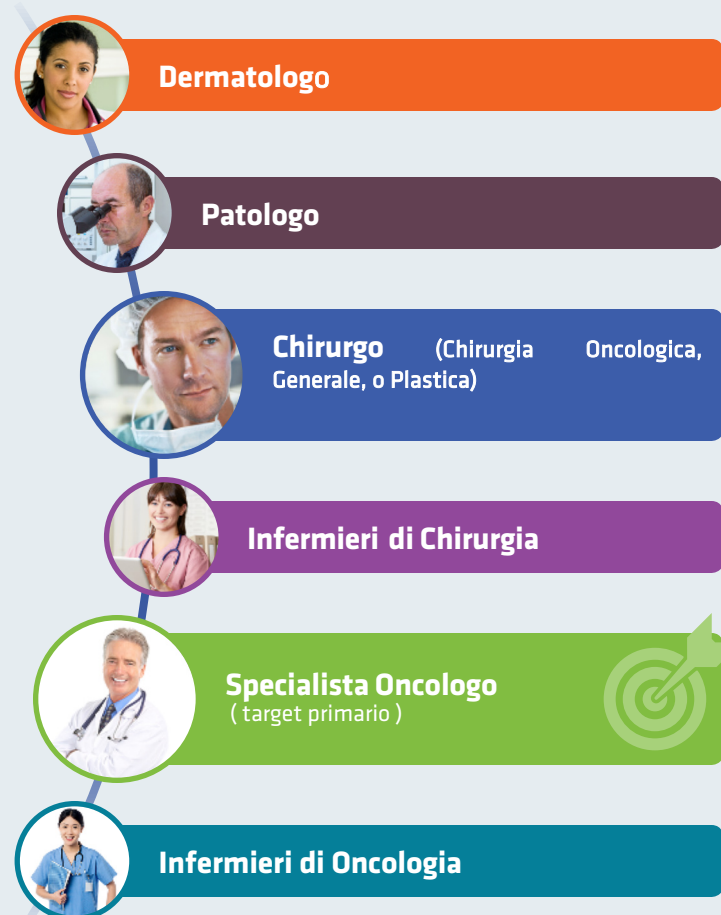 Dermatologo
Patologo
Chirurgo (Chirurgia Oncologica,
Generale, o Plastica)
Infermieri di Chirurgia
Specialista Oncologo
( target primario )
Infermieri di Oncologia